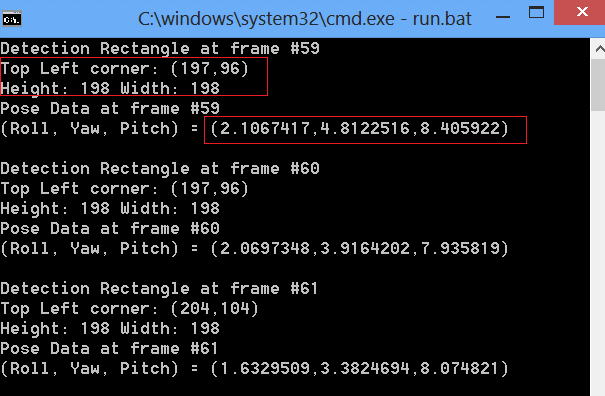 C:\windows\system32\cmd.exe - run.bat
Detection Rectangle at frame #59
Top Left corner: (197,96)
Height: 198 Width: 198
Pose Data at frame #59
(Roll, Yaw, Pitch) = (2.1067417,4.8122516,8.405922)
Detection Rectangle at frame #60
Top Left corner: (197,96)
Height: 198 Width: 198
Pose Data at frame #60
(Roll, Yaw, Pitch) = (2.0697348,3.9164202,7.935819)
Detection Rectangle at frame #61
Top Left corner: (204,104)
Height: 198 Width: 198
Pose Data at frame #61
(Roll, Yaw, Pitch) = (1.6329509,3.3824694,8.074821)